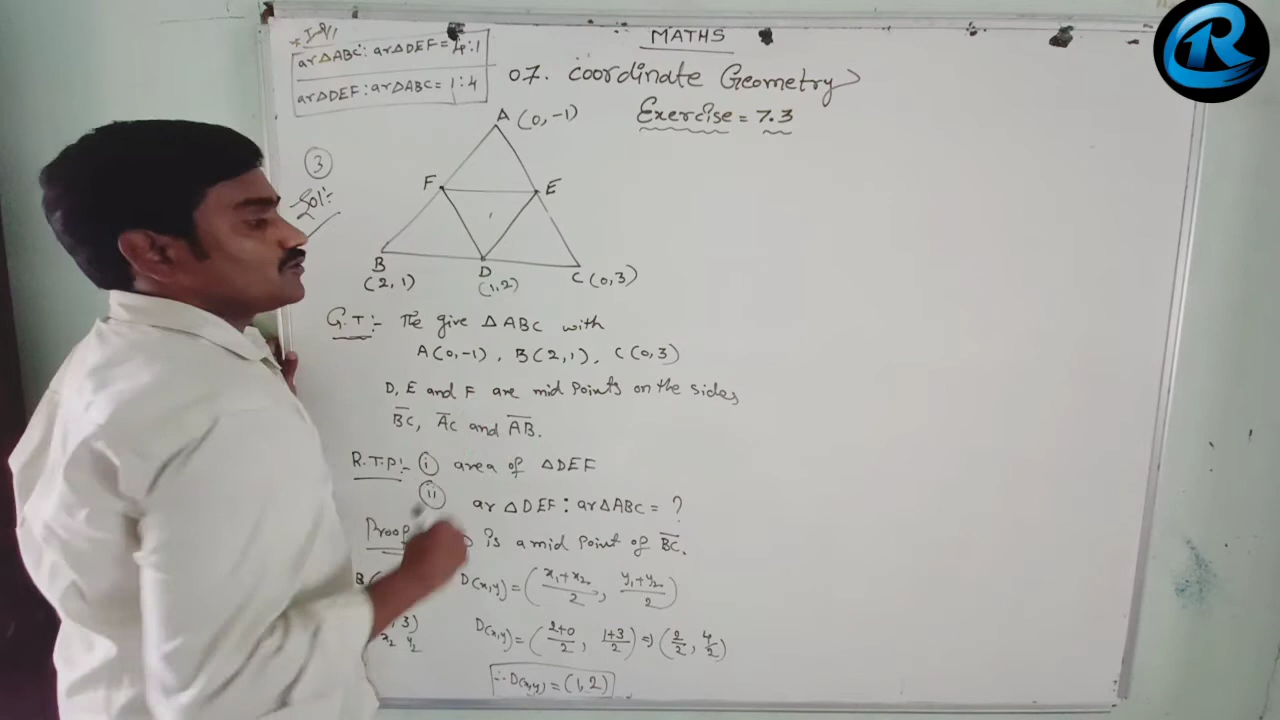 MATHS
07. Coordinate Geometry
Exercise = 7.3
ar△ABC : ar△DEF = 4:1
ar△DEF : ar△ABC = 1:4
3
Sol:-
A (0,-1)
F
E
B
D
C (0,3)
(2,1)
(1,2)
G.T:- The give △ABC with
A(0,-1), B(2,1), C(0,3)
D, E and F are mid points on the sides
BC, AC and AB.
R.T.P:- i area of △DEF
ii ar △DEF : ar△ABC = ?
Proof
is a mid point of BC.
D(x,y) = (x₁+x₂/2, y₁+y₂/2)
3)
x₂ y₂
D(x,y) = (2+0/2, 1+3/2) ⇒ (2/2, 4/2)
∴ D(x,y) = (1,2)
R